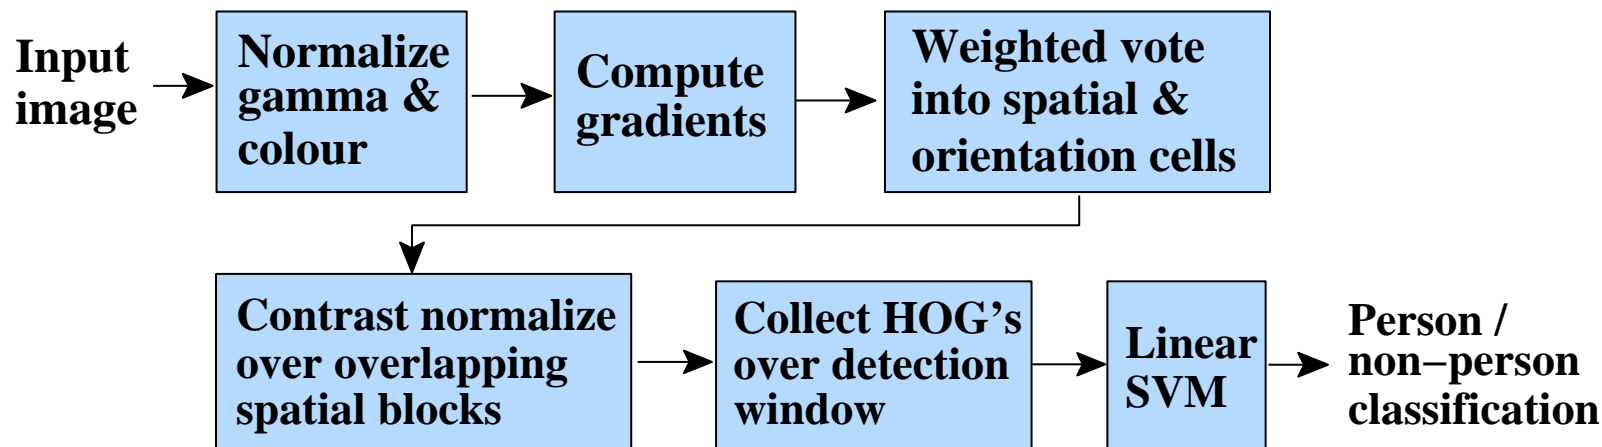 Input
image
Normalize
gamma &
colour
Compute
gradients
Weighted vote
into spatial &
orientation cells
Contrast normalize
over overlapping
spatial blocks
Collect HOG’s
over detection
window
Linear
SVM
Person /
non−person
classification